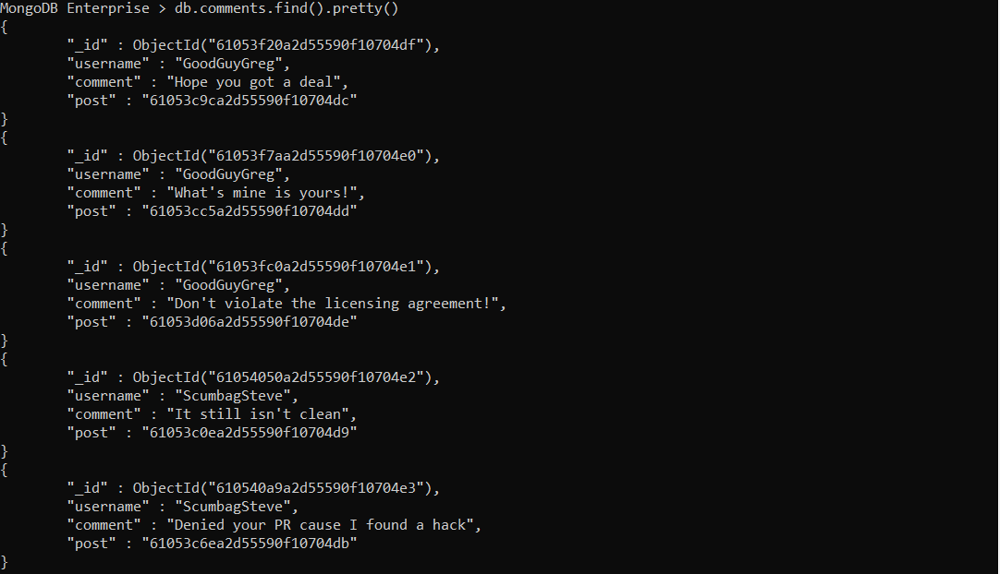 MongoDB Enterprise > db.comments.find().pretty()
{
"_id" : ObjectId("61053f20a2d55590f10704df"),
"username" : "GoodGuyGreg",
"comment" : "Hope you got a deal",
"post" : "61053c9ca2d55590f10704dc"
}
{
"_id" : ObjectId("61053f7aa2d55590f10704e0"),
"username" : "GoodGuyGreg",
"comment" : "What's mine is yours!",
"post" : "61053cc5a2d55590f10704dd"
}
{
"_id" : ObjectId("61053fc0a2d55590f10704e1"),
"username" : "GoodGuyGreg",
"comment" : "Don't violate the licensing agreement!",
"post" : "61053d06a2d55590f10704de"
}
{
"_id" : ObjectId("61054050a2d55590f10704e2"),
"username" : "ScumbagSteve",
"comment" : "It still isn't clean",
"post" : "61053c0ea2d55590f10704d9"
}
{
"_id" : ObjectId("610540a9a2d55590f10704e3"),
"username" : "ScumbagSteve",
"comment" : "Denied your PR cause I found a hack",
"post" : "61053c6ea2d55590f10704db"
}